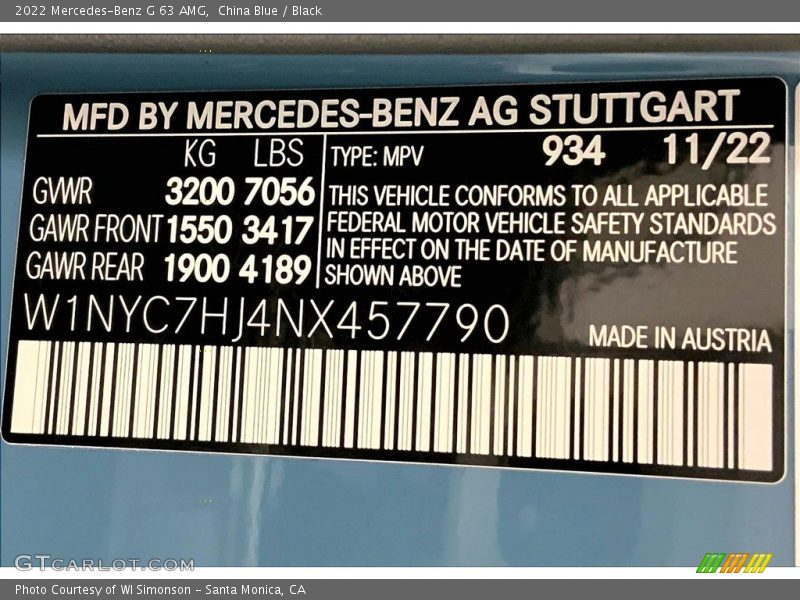 2022 Mercedes-Benz G 63 AMG, China Blue / Black
MFD BY MERCEDES-BENZ AG STUTTGART
KG LBS TYPE: MPV 934 11/22
GVWR 3200 7056
GAWR FRONT 1550 3417
GAWR REAR 1900 4189
THIS VEHICLE CONFORMS TO ALL APPLICABLE
FEDERAL MOTOR VEHICLE SAFETY STANDARDS
IN EFFECT ON THE DATE OF MANUFACTURE
SHOWN ABOVE
W1NYC7HJ4NX457790
MADE IN AUSTRIA
GTCARLOT.COM
Photo Courtesy of WI Simonson - Santa Monica, CA